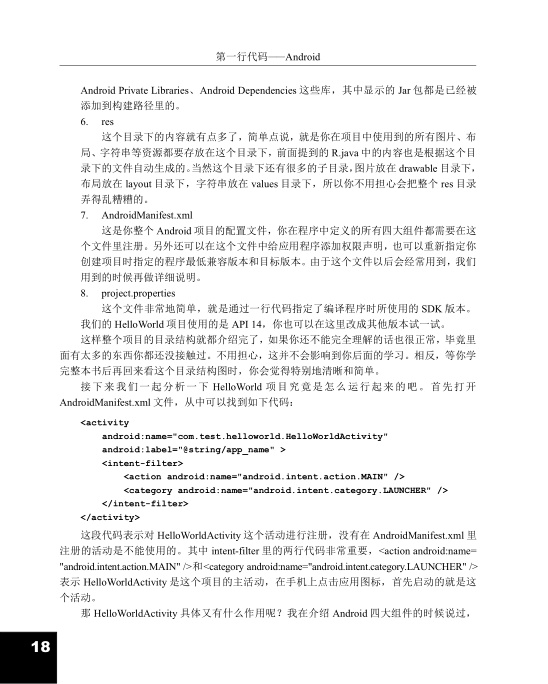 第一行代码——Android
Android Private Libraries、Android Dependencies 这些库，其中显示的 Jar 包都是已经被
添加到构建路径里的。
6. res
这个目录下的内容就有点多了，简单点说，就是你在项目中使用到的所有图片、布
局、字符串等资源都要存放在这个目录下，前面提到的 R.java 中的内容也是根据这个目
录下的文件自动生成的。当然这个目录下还有很多的子目录，图片放在 drawable 目录下，
布局放在 layout 目录下，字符串放在 values 目录下，所以你不用担心会把整个 res 目录
弄得乱糟糟的。
7. AndroidManifest.xml
这是你整个 Android 项目的配置文件，你在程序中定义的所有四大组件都需要在这
个文件里注册。另外还可以在这个文件中给应用程序添加权限声明，也可以重新指定你
创建项目时指定的程序最低兼容版本和目标版本。由于这个文件以后会经常用到，我们
用到的时候再做详细说明。
8. project.properties
这个文件非常地简单，就是通过一行代码指定了编译程序时所使用的 SDK 版本。
我们的 HelloWorld 项目使用的是 API 14，你也可以在这里改成其他版本试一试。
这样整个项目的目录结构就都介绍完了，如果你还不能完全理解的话也很正常，毕竟里
面有太多的东西你都还没接触过。不用担心，这并不会影响到你后面的学习。相反，等你学
完整本书后再回来看这个目录结构图时，你会觉得特别地清晰和简单。
接下来我们一起分析一下 HelloWorld 项目究竟是怎么运行起来的吧。首先打开
AndroidManifest.xml 文件，从中可以找到如下代码：
<activity
android:name="com.test.helloworld.HelloWorldActivity"
android:label="@string/app_name" >
<intent-filter>
<action android:name="android.intent.action.MAIN" />
<category android:name="android.intent.category.LAUNCHER" />
</intent-filter>
</activity>
这段代码表示对 HelloWorldActivity 这个活动进行注册，没有在 AndroidManifest.xml 里
注册的活动是不能使用的。其中 intent-filter 里的两行代码非常重要，<action android:name=
"android.intent.action.MAIN" />和<category android:name="android.intent.category.LAUNCHER" />
表示 HelloWorldActivity 是这个项目的主活动，在手机上点击应用图标，首先启动的就是这
个活动。
那 HelloWorldActivity 具体又有什么作用呢？我在介绍 Android 四大组件的时候说过，
18